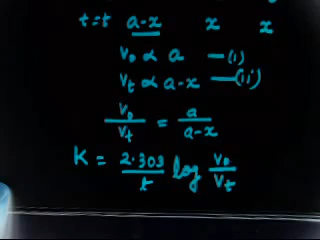 t=t a-x x x
V₀ ∝ a —(i)
Vt ∝ a-x —(ii)
V₀/Vt = a/a-x
K = 2.303/t log V₀/Vt